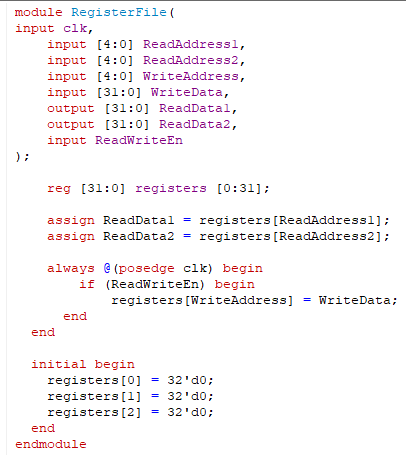 module RegisterFile(
input clk,
    input [4:0] ReadAddress1,
    input [4:0] ReadAddress2,
    input [4:0] WriteAddress,
    input [31:0] WriteData,
    output [31:0] ReadData1,
    output [31:0] ReadData2,
    input ReadWriteEn
);
    reg [31:0] registers [0:31];
    assign ReadData1 = registers[ReadAddress1];
    assign ReadData2 = registers[ReadAddress2];
    always @(posedge clk) begin
        if (ReadWriteEn) begin
            registers[WriteAddress] = WriteData;
      end
  end
  initial begin
    registers[0] = 32'd0;
    registers[1] = 32'd0;
    registers[2] = 32'd0;
  end
endmodule